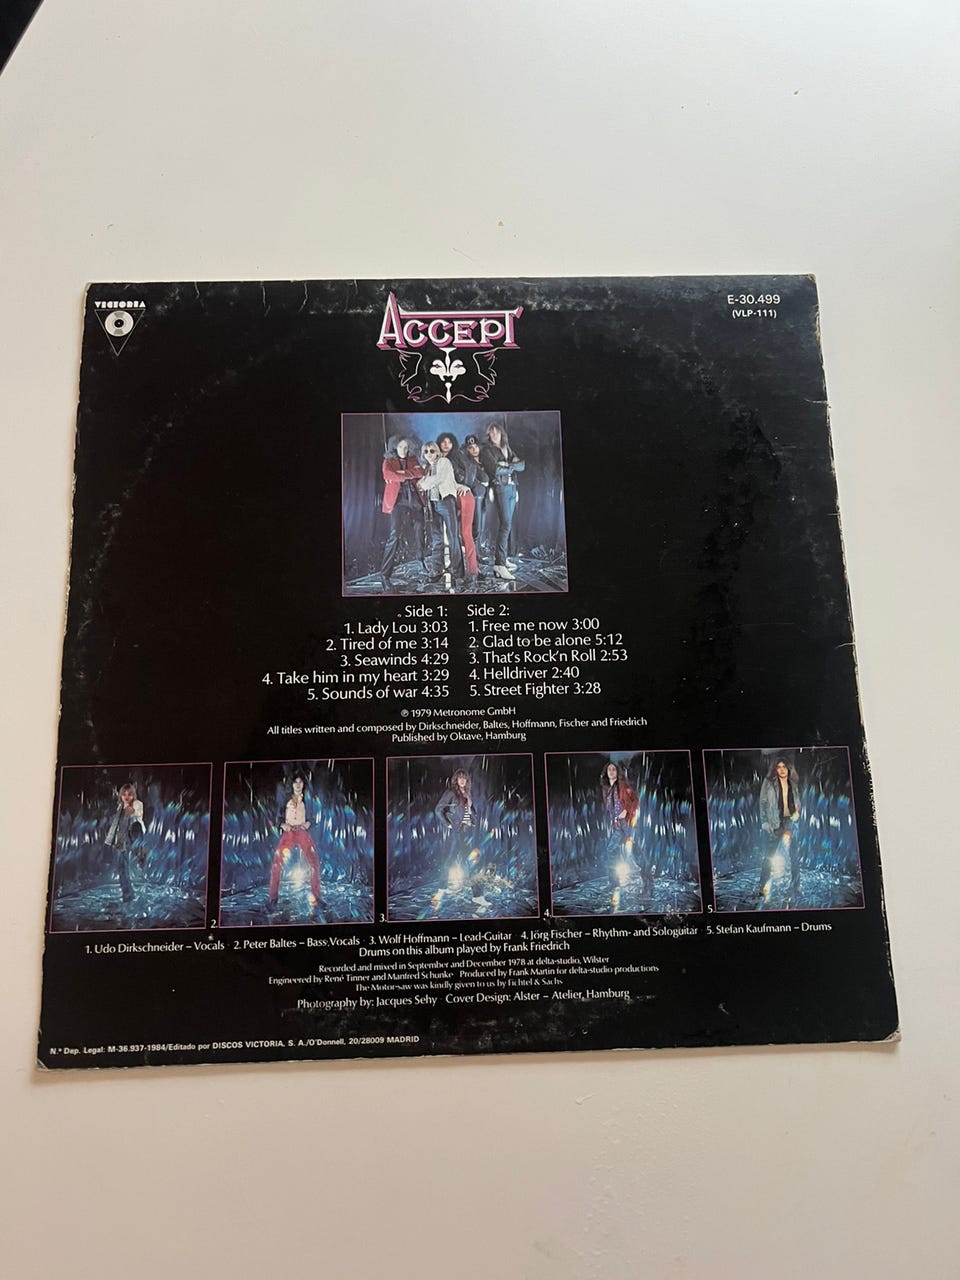 VICTORIA
E-30.499
(VLP-111)
ACCEPT
Side 1:
1. Lady Lou 3:03
2. Tired of me 3:14
3. Seawinds 4:29
4. Take him in my heart 3:29
5. Sounds of war 4:35
Side 2:
1. Free me now 3:00
2. Glad to be alone 5:12
3. That's Rock'n Roll 2:53
4. Helldriver 2:40
5. Street Fighter 3:28
℗ 1979 Metronome GmbH
All titles written and composed by Dirkschneider, Baltes, Hoffmann, Fischer and Friedrich
Published by Oktave, Hamburg
2.
3.
4.
5.
1. Udo Dirkschneider – Vocals · 2. Peter Baltes – Bass, Vocals · 3. Wolf Hoffmann – Lead-Guitar · 4. Jörg Fischer – Rhythm- and Sologuitar · 5. Stefan Kaufmann – Drums
Drums on this album played by Frank Friedrich
Recorded and mixed in September and December 1978 at delta-studio, Wilster
Engineered by René Tinner and Manfred Schunke · Produced by Frank Martin for delta-studio productions
The Motorsaw was kindly given to us by Fichtel & Sachs
Photography by: Jacques Sehy · Cover Design: Alster – Atelier, Hamburg
N.º Dep. Legal: M-36.937-1984/Editado por DISCOS VICTORIA, S. A./O'Donnell, 20/28009 MADRID